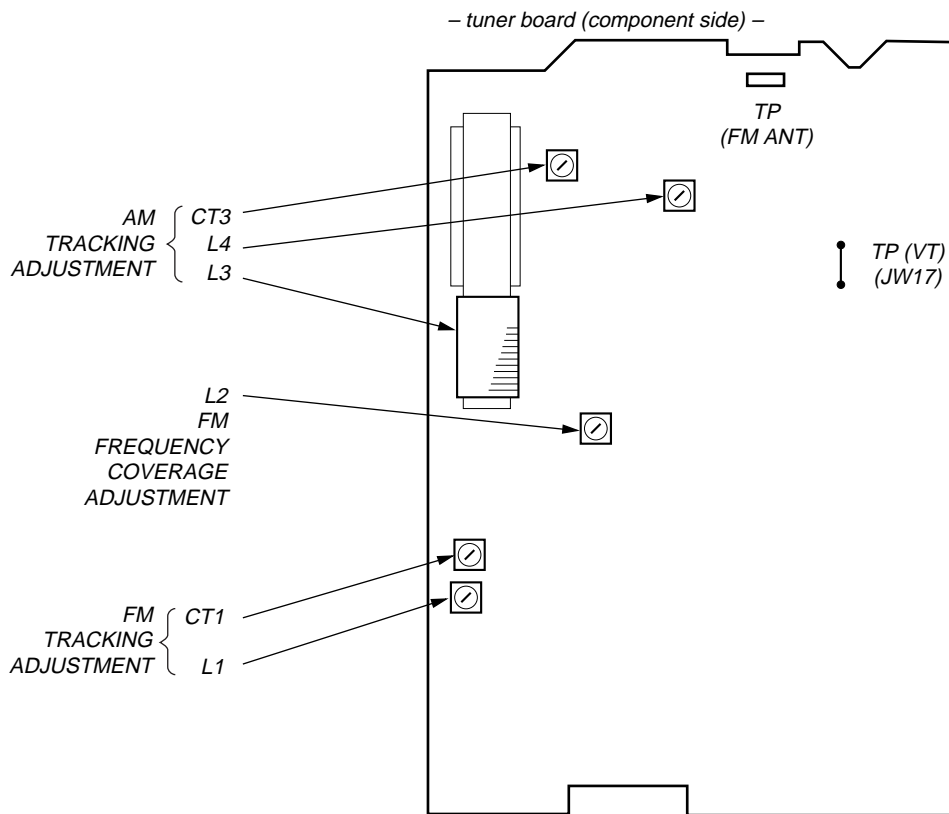 – tuner board (component side) –
TP
(FM ANT)
AM
TRACKING
ADJUSTMENT
CT3
L4
L3
TP (VT)
(JW17)
L2
FM
FREQUENCY
COVERAGE
ADJUSTMENT
FM
TRACKING
ADJUSTMENT
CT1
L1